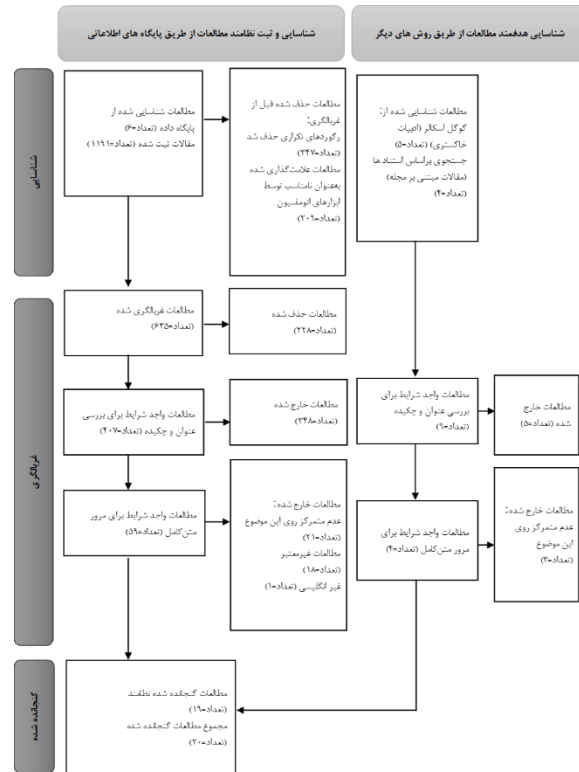 شناسایی هدفمند مطالعات از طریق روش های دیگر
شناسایی و ثبت نظامند مطالعات از طریق پایگاه های اطلاعاتی
شناسایی
مطالعات شناسایی شده از:
گوگل اسکالر (ادبیات
خاکستری) (تعداد=۵)
جستجوی براساس استناد ها
(مقالات مبتنی بر مجله)
(تعداد=۴)
مطالعات حذف شده قبل از
غربالگری:
رکوردهای تکراری حذف شد
(تعداد=۳۴۷)
مطالعات علامت‌گذاری شده
به‌عنوان نامناسب توسط
ابزارهای اتوماسیون
(تعداد=۲۰۹)
مطالعات شناسایی شده از
پایگاه داده (تعداد=۶)
مقالات ثبت شده (تعداد=۱۱۹۱)
غربالگری
مطالعات غربالگری شده
(تعداد=۶۳۵)
مطالعات حذف شده
(تعداد=۲۲۸)
مطالعات واجد شرایط برای بررسی
عنوان و چکیده (تعداد=۴۰۷)
مطالعات خارج شده
(تعداد=۳۴۸)
مطالعات واجد شرایط برای
بررسی عنوان و چکیده
(تعداد=۹)
مطالعات خارج
شده (تعداد=۵)
مطالعات واجد شرایط برای مرور
متن‌کامل (تعداد=۵۹)
مطالعات خارج شده:
عدم متمرکز روی این موضوع
(تعداد=۲۱)
مطالعات غیرمعتبر
(تعداد=۱۸)
غیر انگلیسی (تعداد=۱)
مطالعات واجد شرایط برای
مرور متن‌کامل (تعداد=۴)
مطالعات خارج شده:
عدم متمرکز روی
این موضوع
(تعداد=۳)
گنجانده شده
مطالعات گنجانده شده نظامند
(تعداد=۱۹)
مجموع مطالعات گنجانده شده
(تعداد=۲۰)